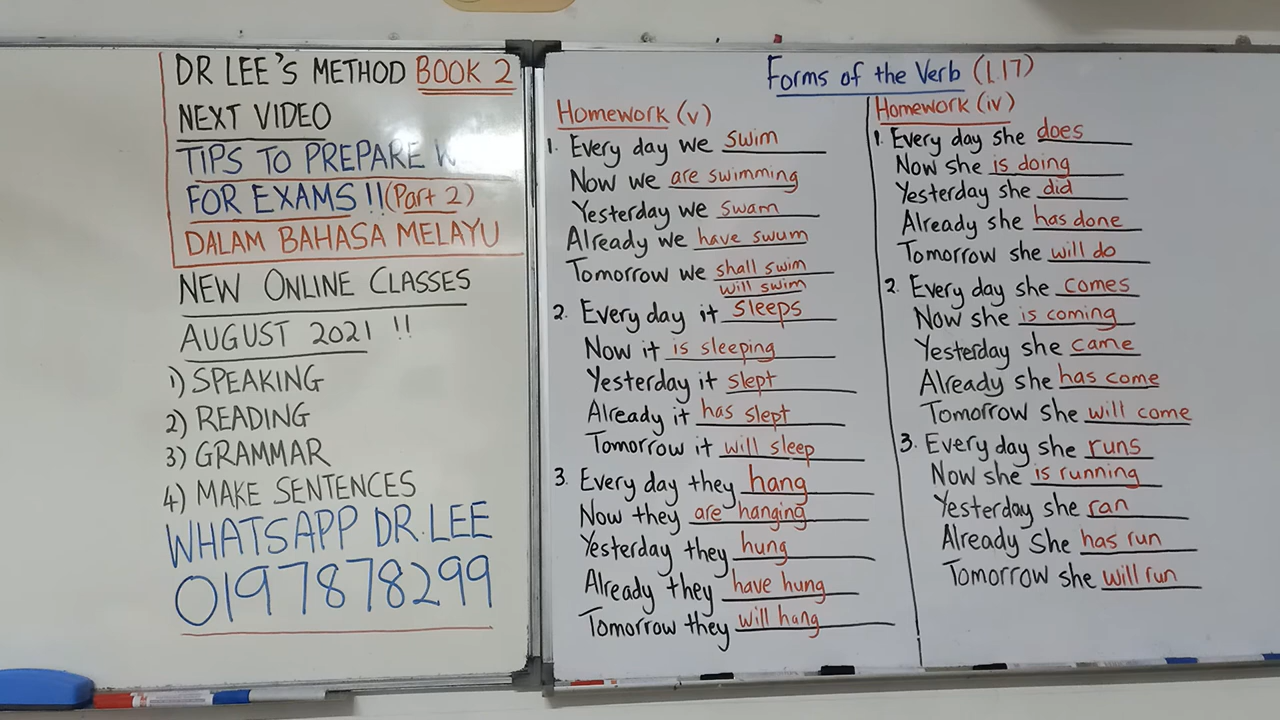 DR LEE'S METHOD BOOK 2
NEXT VIDEO
TIPS TO PREPARE
FOR EXAMS !! (Part 2)
DALAM BAHASA MELAYU
NEW ONLINE CLASSES
AUGUST 2021 !!
1) SPEAKING
2) READING
3) GRAMMAR
4) MAKE SENTENCES
WHATSAPP DR.LEE
0197878299
Forms of the Verb (1.17)
Homework (v)
1. Every day we swim
Now we are swimming
Yesterday we swam
Already we have swum
Tomorrow we shall swim
will swim
2. Every day it sleeps
Now it is sleeping
Yesterday it slept
Already it has slept
Tomorrow it will sleep
3. Every day they hang
Now they are hanging
Yesterday they hung
Already they have hung
Tomorrow they will hang
Homework (iv)
1. Every day she does
Now she is doing
Yesterday she did
Already she has done
Tomorrow she will do
2. Every day she comes
Now she is coming
Yesterday she came
Already she has come
Tomorrow she will come
3. Every day she runs
Now she is running
Yesterday she ran
Already she has run
Tomorrow she will run